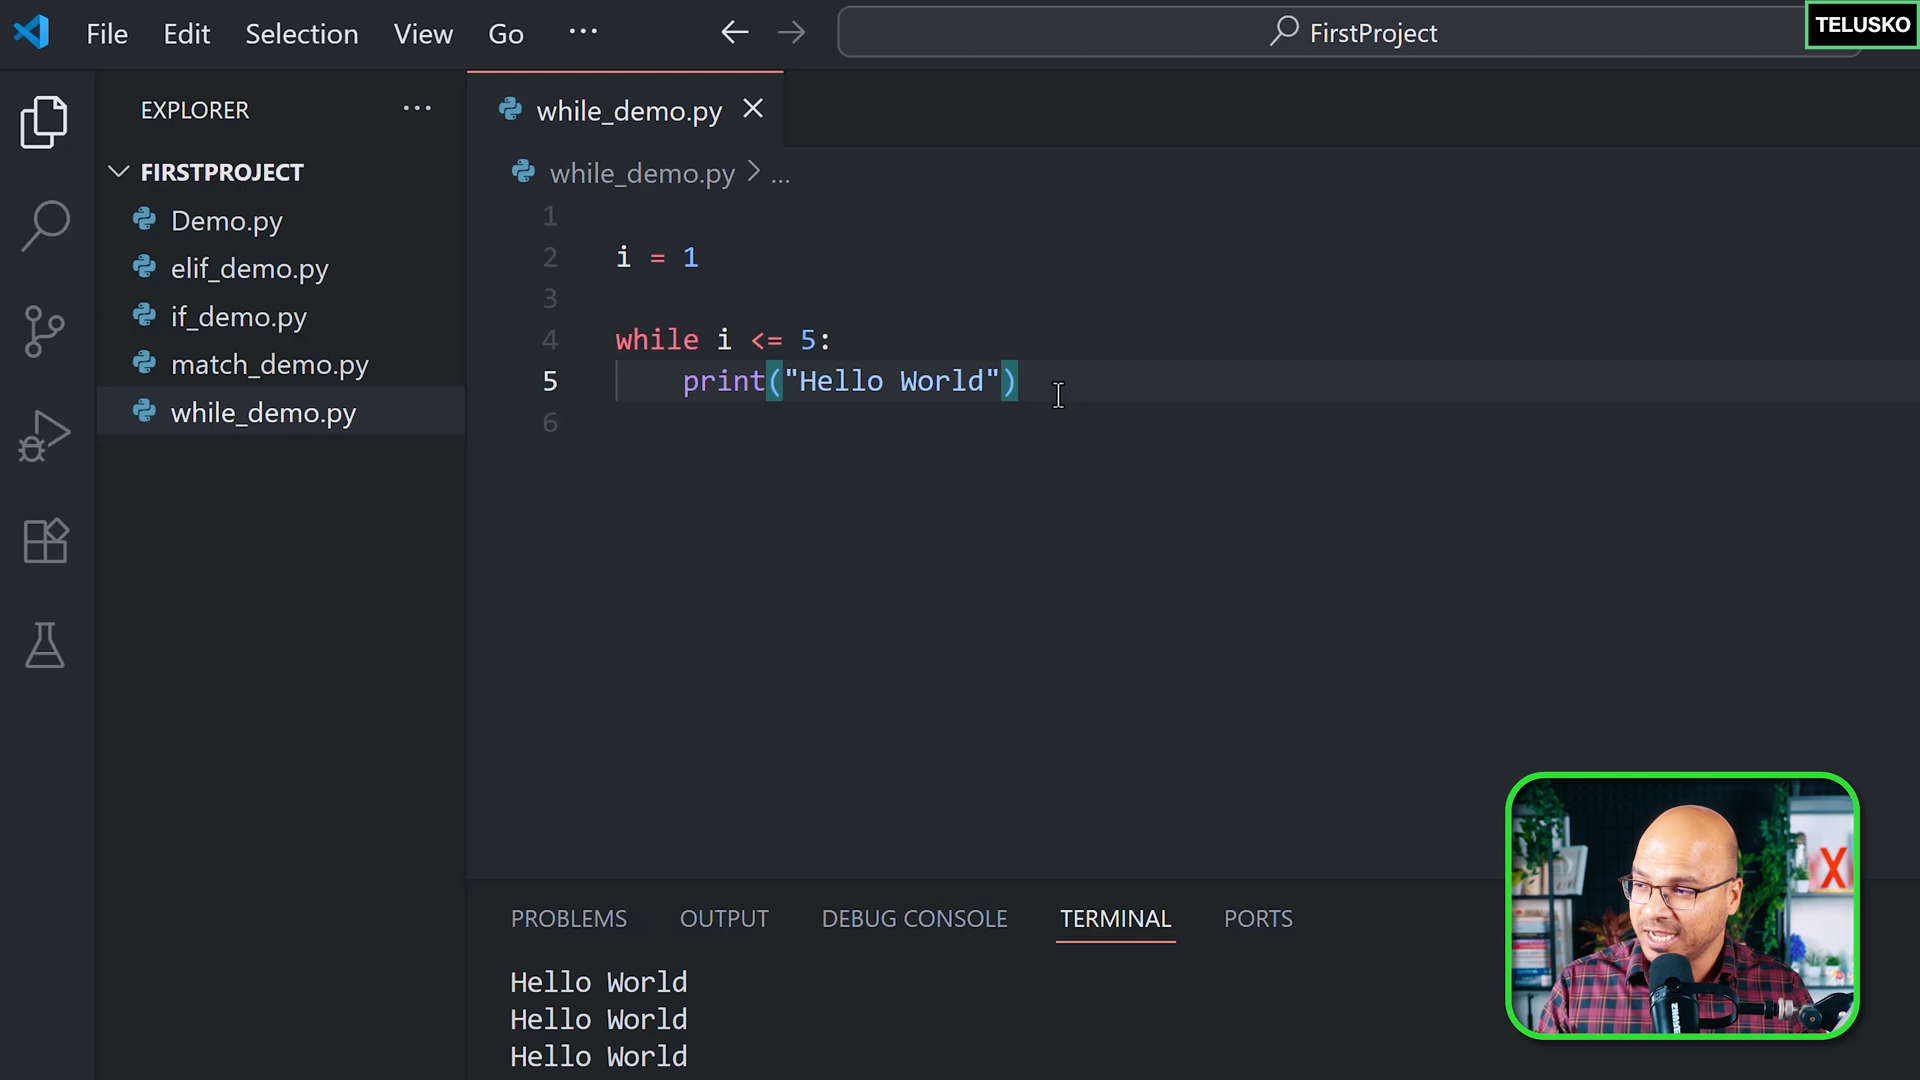 File Edit Selection View Go ...
FirstProject
TELUSKO
EXPLORER ...
FIRSTPROJECT
Demo.py
elif_demo.py
if_demo.py
match_demo.py
while_demo.py
while_demo.py
while_demo.py > ...
1
2 i = 1
3
4 while i <= 5:
5 print("Hello World")
6
PROBLEMS OUTPUT DEBUG CONSOLE TERMINAL PORTS
Hello World
Hello World
Hello World
X